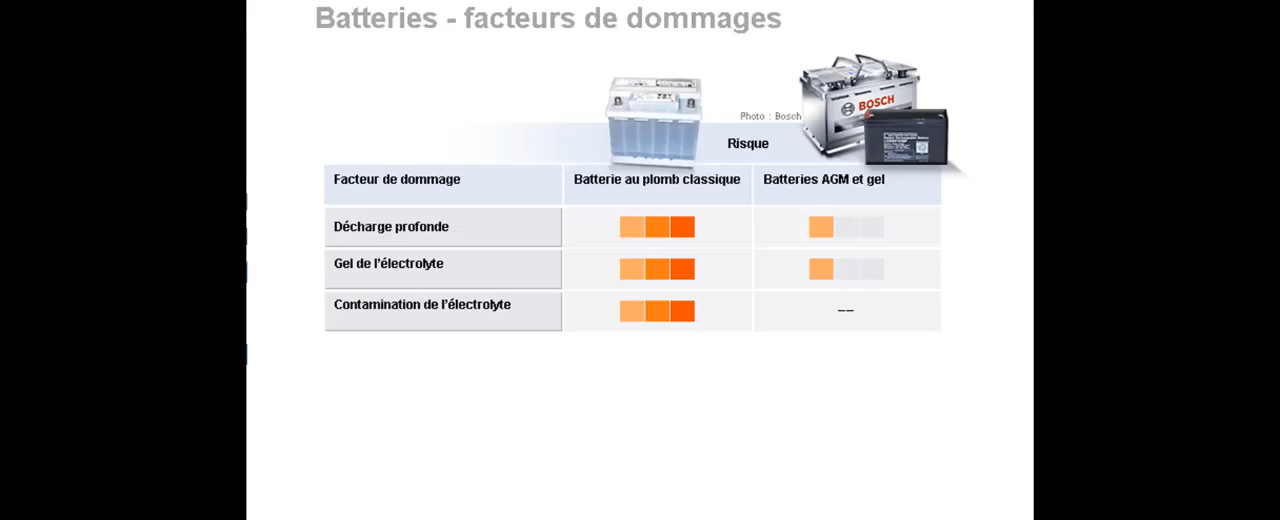 Batteries - facteurs de dommages
Photo : Bosch
BOSCH
Risque
Facteur de dommage
Batterie au plomb classique
Batteries AGM et gel
Décharge profonde
Gel de l'électrolyte
Contamination de l'électrolyte
––